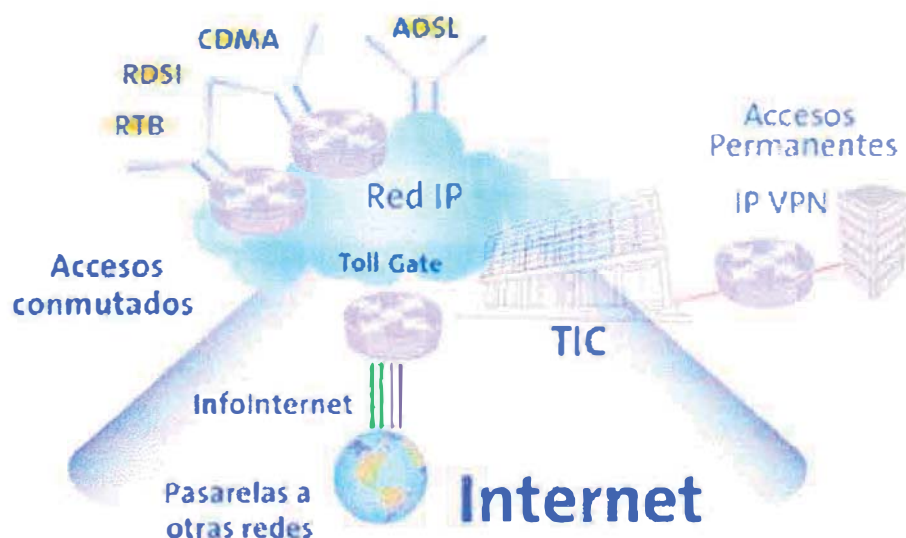 CDMA
ADSL
RDSI
RTB
Accesos
Permanentes
Red IP
IP VPN
Toll Gate
Accesos
conmutados
TIC
InfoInternet
Internet
Pasarelas a
otras redes